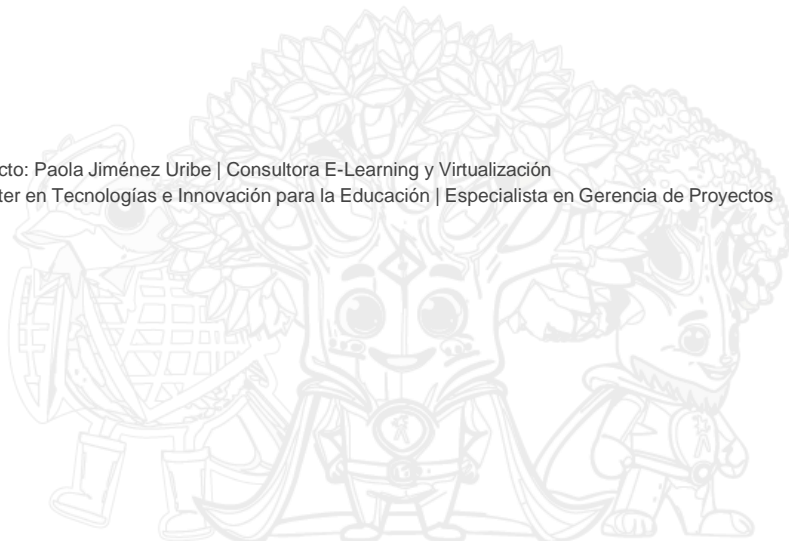 cto: Paola Jiménez Uribe | Consultora E-Learning y Virtualización
ter en Tecnologías e Innovación para la Educación | Especialista en Gerencia de Proyectos